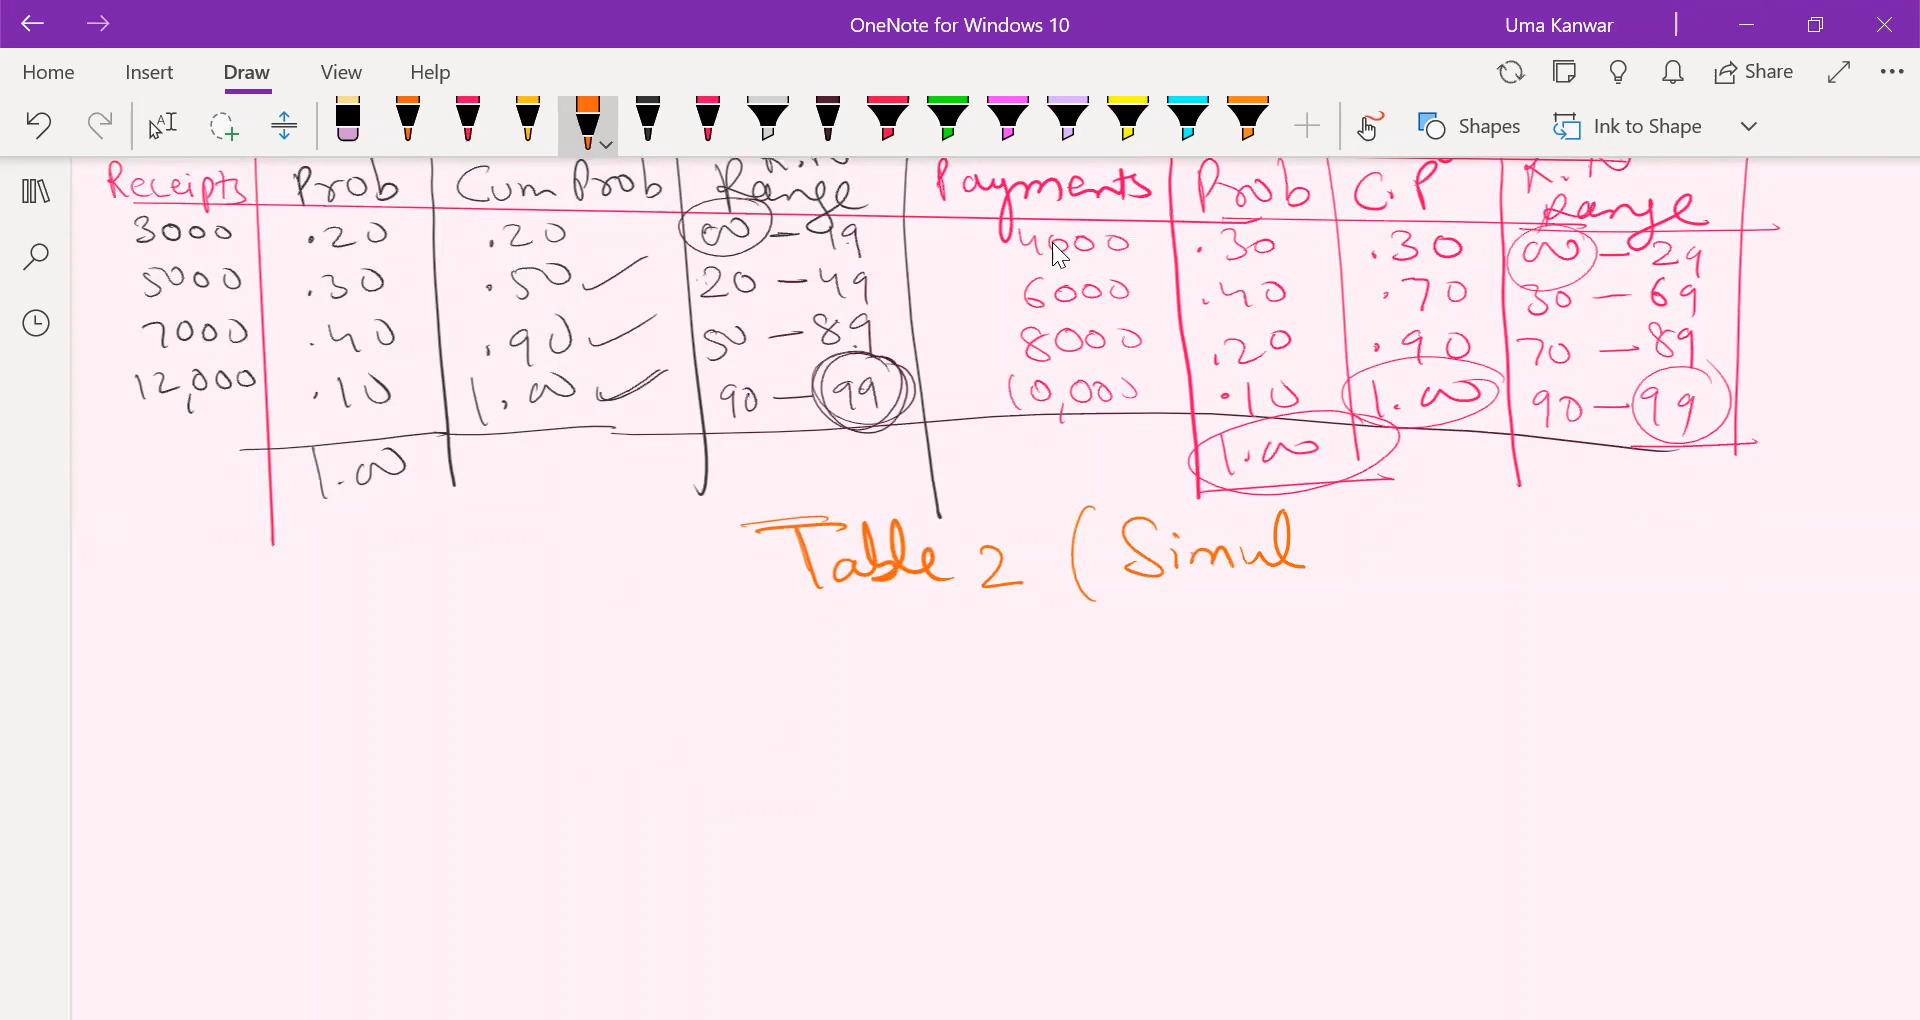 OneNote for Windows 10
Uma Kanwar
Home Insert Draw View Help
Share
Shapes Ink to Shape
Receipts Prob Cum Prob R.N Range Payments Prob C.P R.N Range
3000 .20 .20 00 - 19 4000 .30 .30 00 - 29
5000 .30 .50 20 - 49 6000 .40 .70 30 - 69
7000 .40 .90 50 - 89 8000 .20 .90 70 - 89
12,000 .10 1.00 90 - 99 10,000 .10 1.00 90 - 99
1.00 1.00
Table 2 (Simul